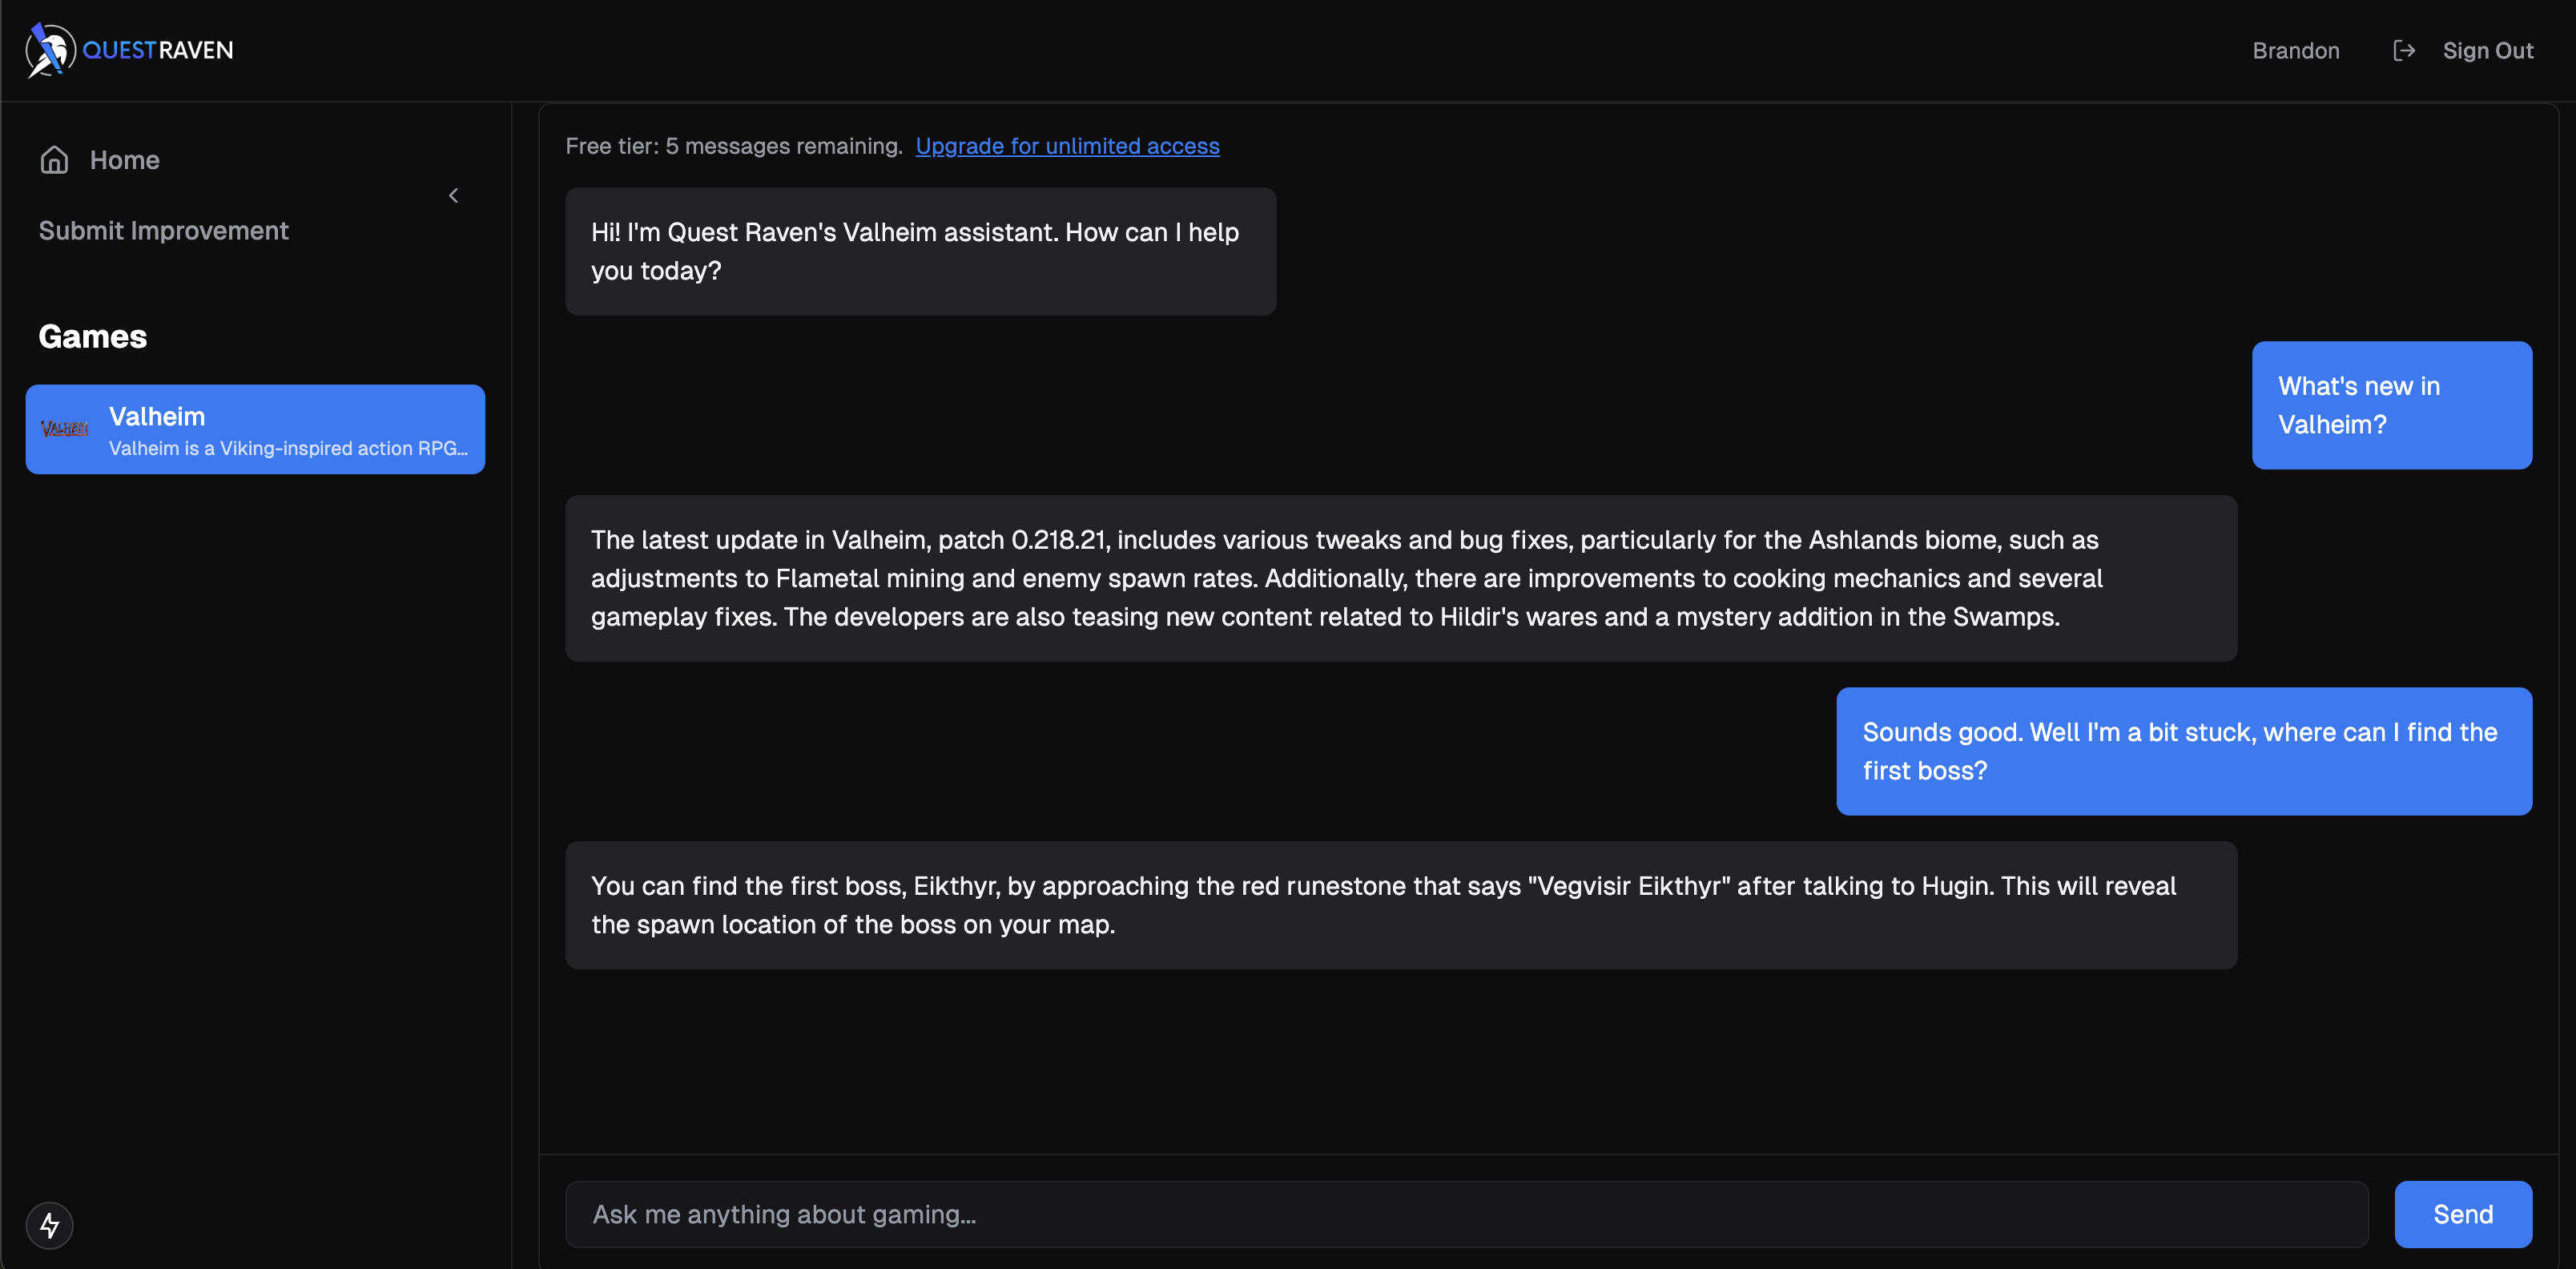 QUESTRAVEN
Brandon
Sign Out
Home
Submit Improvement
Games
VALHEIM
Valheim
Valheim is a Viking-inspired action RPG...
Free tier: 5 messages remaining. Upgrade for unlimited access
Hi! I'm Quest Raven's Valheim assistant. How can I help
you today?
What's new in
Valheim?
The latest update in Valheim, patch 0.218.21, includes various tweaks and bug fixes, particularly for the Ashlands biome, such as
adjustments to Flametal mining and enemy spawn rates. Additionally, there are improvements to cooking mechanics and several
gameplay fixes. The developers are also teasing new content related to Hildir's wares and a mystery addition in the Swamps.
Sounds good. Well I'm a bit stuck, where can I find the
first boss?
You can find the first boss, Eikthyr, by approaching the red runestone that says "Vegvisir Eikthyr" after talking to Hugin. This will reveal
the spawn location of the boss on your map.
Ask me anything about gaming...
Send